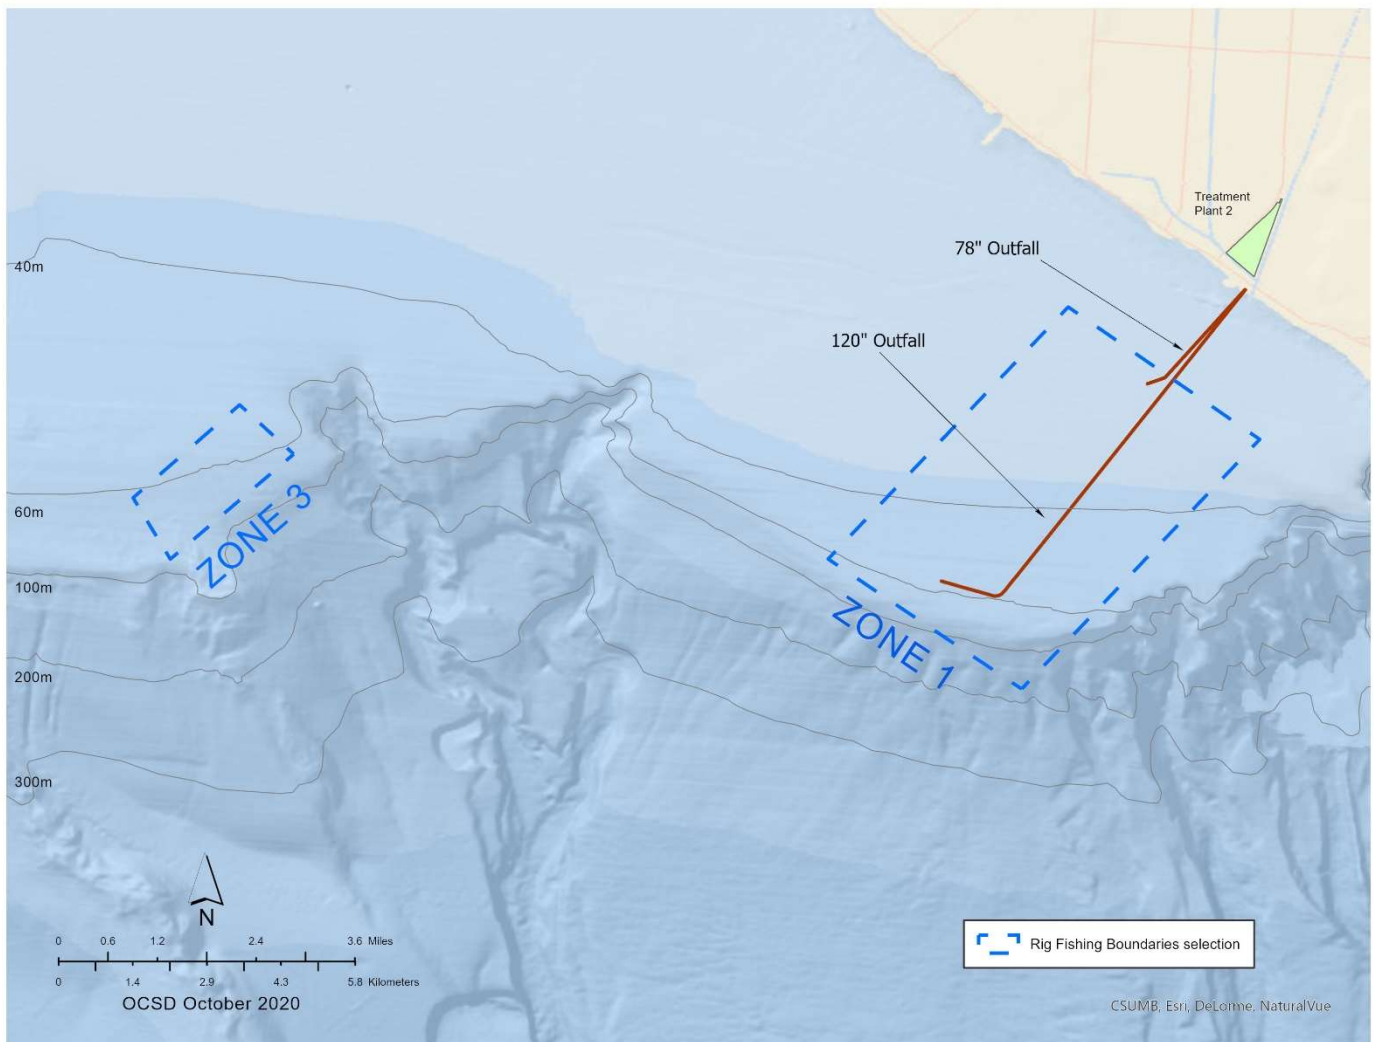 Treatment
Plant 2
78" Outfall
40m
120" Outfall
60m
ZONE 3
100m
ZONE 1
200m
300m
N
0 0.6 1.2 2.4 3.6 Miles
0 1.4 2.9 4.3 5.8 Kilometers
OCSD October 2020
Rig Fishing Boundaries selection
CSUMB, Esri, DeLorme, NaturalVue